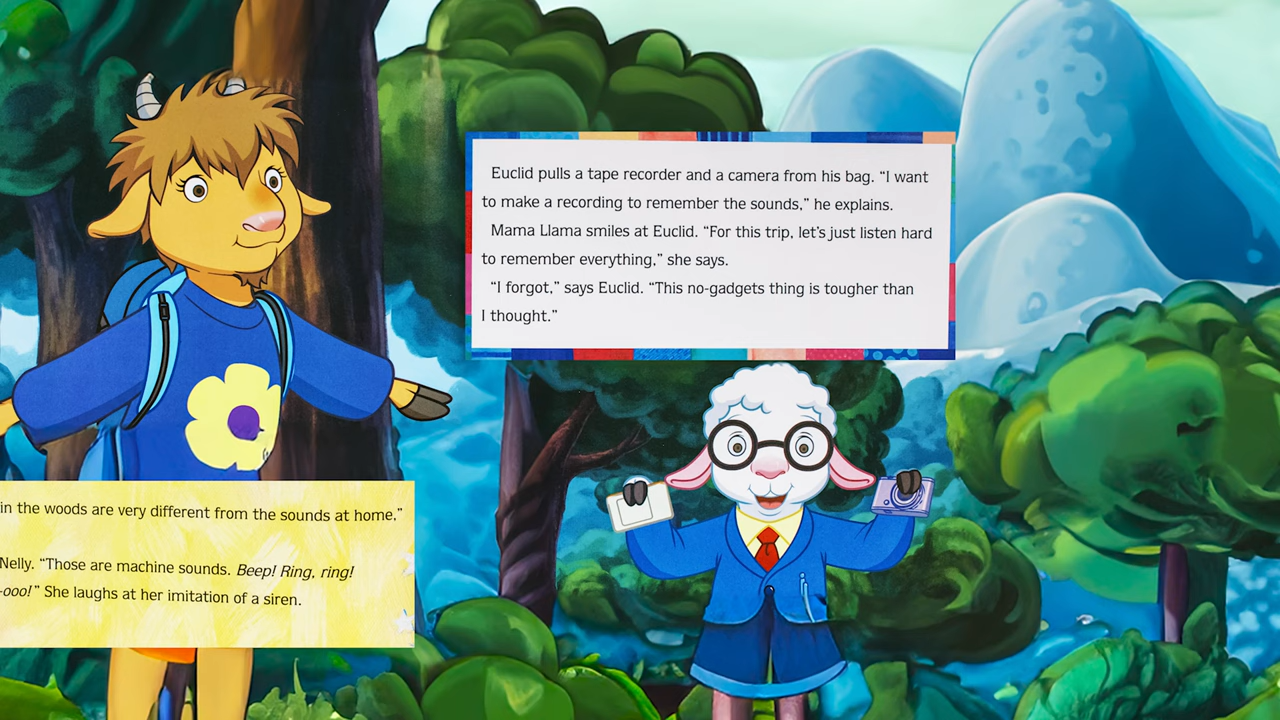 Euclid pulls a tape recorder and a camera from his bag. “I want
to make a recording to remember the sounds,” he explains.
Mama Llama smiles at Euclid. “For this trip, let’s just listen hard
to remember everything,” she says.
“I forgot,” says Euclid. “This no-gadgets thing is tougher than
I thought.”
in the woods are very different from the sounds at home.”
Nelly. “Those are machine sounds. Beep! Ring, ring!
-ooo!” She laughs at her imitation of a siren.